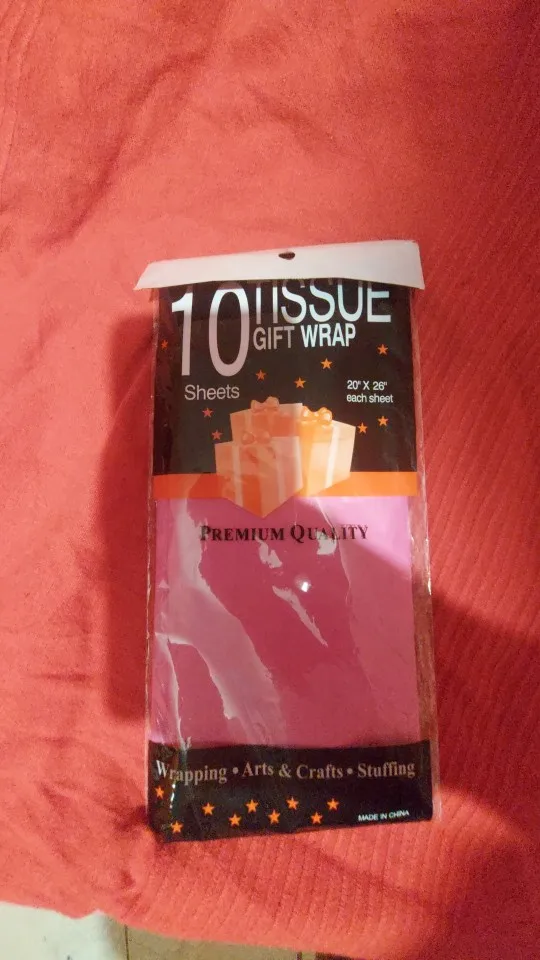 10 TISSUE
GIFT WRAP
Sheets
20" X 26"
each sheet
PREMIUM QUALITY
Wrapping • Arts & Crafts • Stuffing
MADE IN CHINA